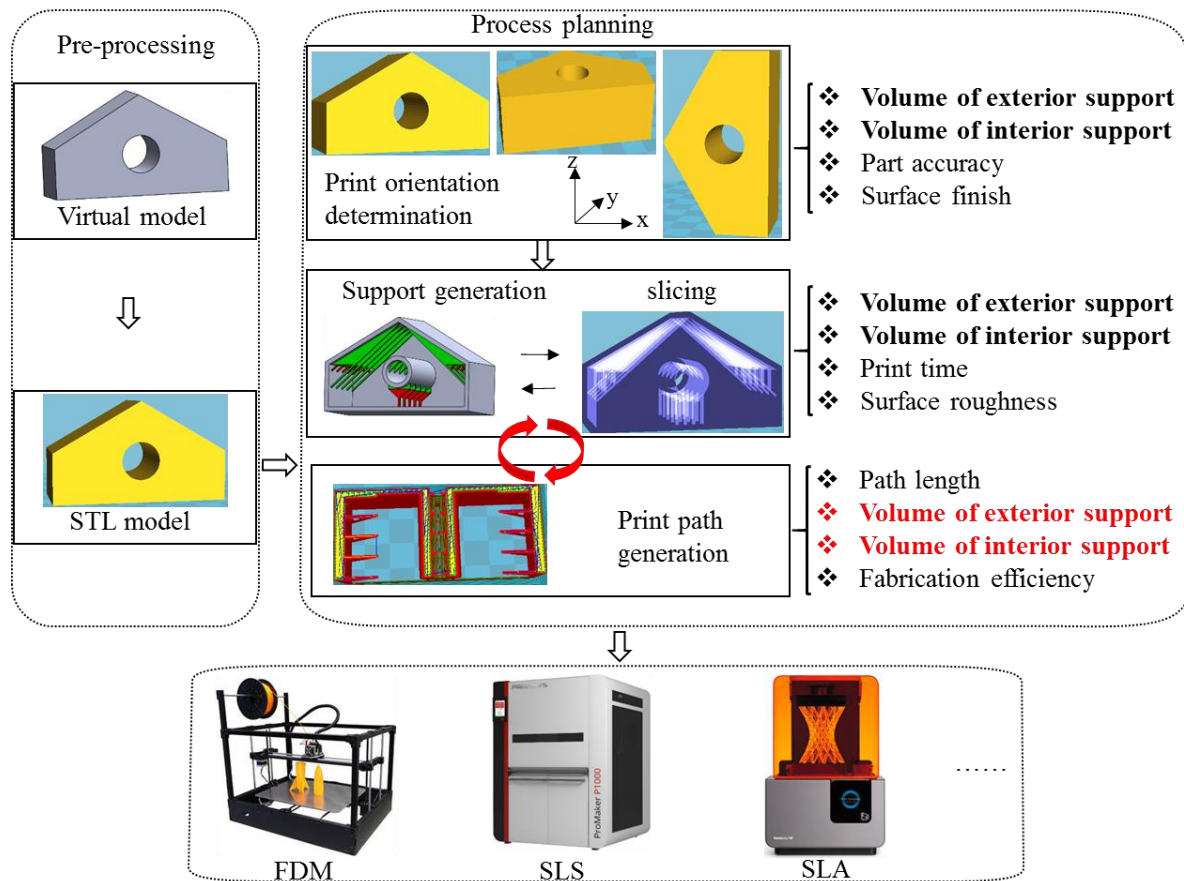 Pre-processing
Virtual model
STL model
Process planning
Print orientation
determination
z
y
x
❖ Volume of exterior support
❖ Volume of interior support
❖ Part accuracy
❖ Surface finish
Support generation
slicing
❖ Volume of exterior support
❖ Volume of interior support
❖ Print time
❖ Surface roughness
Print path
generation
❖ Path length
❖ Volume of exterior support
❖ Volume of interior support
❖ Fabrication efficiency
ProMaker P1000
FDM
SLS
SLA
......